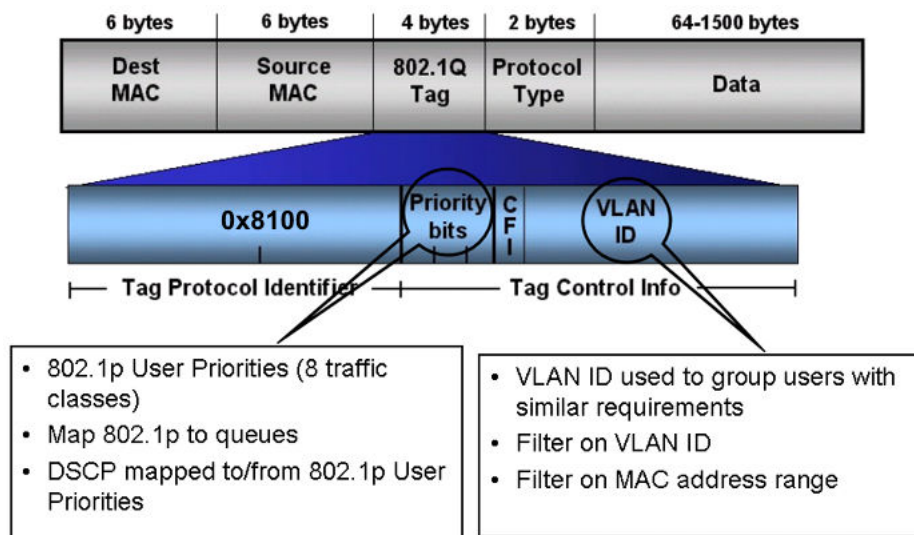 6 bytes 6 bytes 4 bytes 2 bytes 64-1500 bytes
Dest MAC
Source MAC
802.1Q Tag
Protocol Type
Data
0x8100
Priority bits
CFI
VLAN ID
Tag Protocol Identifier
Tag Control Info
• 802.1p User Priorities (8 traffic
classes)
• Map 802.1p to queues
• DSCP mapped to/from 802.1p User
Priorities
• VLAN ID used to group users with
similar requirements
• Filter on VLAN ID
• Filter on MAC address range